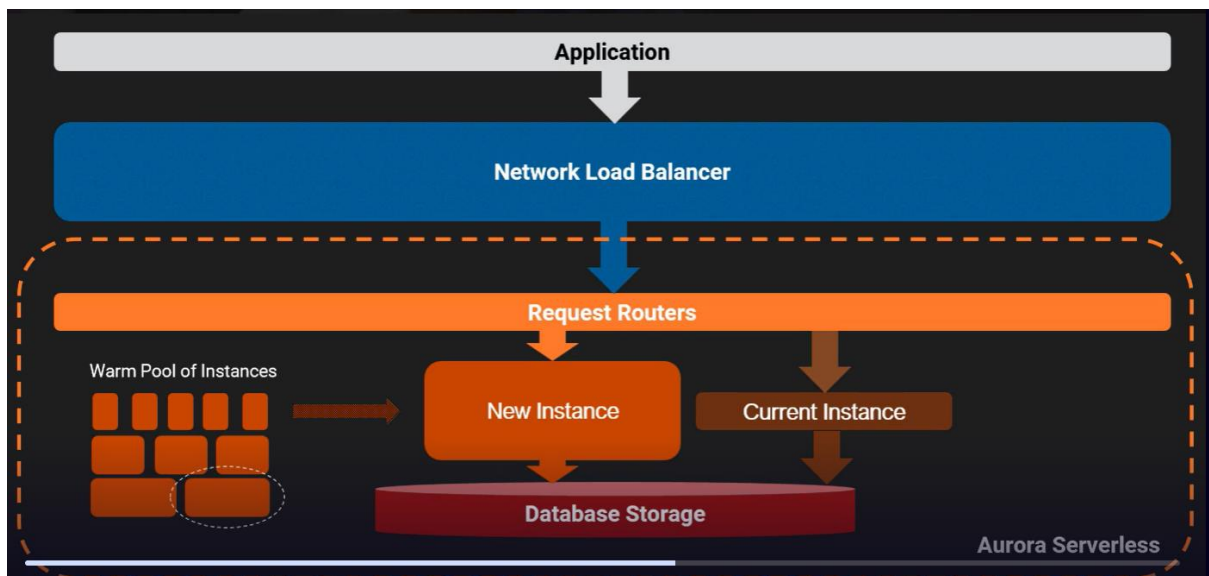 Application
Network Load Balancer
Request Routers
Warm Pool of Instances
New Instance
Current Instance
Database Storage
Aurora Serverless